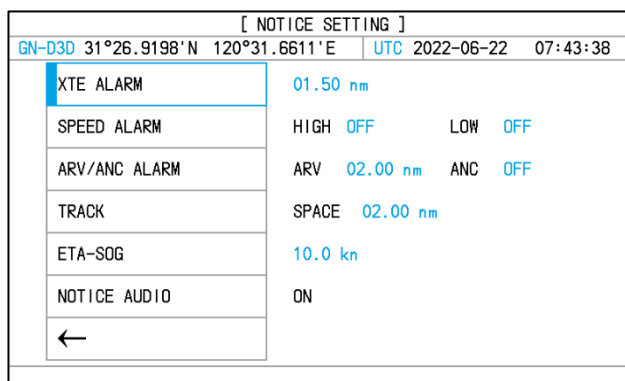 [ NOTICE SETTING ]
GN-D3D 31°26.9198'N 120°31.6611'E UTC 2022-06-22 07:43:38
XTE ALARM 01.50 nm
SPEED ALARM HIGH OFF LOW OFF
ARV/ANC ALARM ARV 02.00 nm ANC OFF
TRACK SPACE 02.00 nm
ETA-SOG 10.0 kn
NOTICE AUDIO ON
←